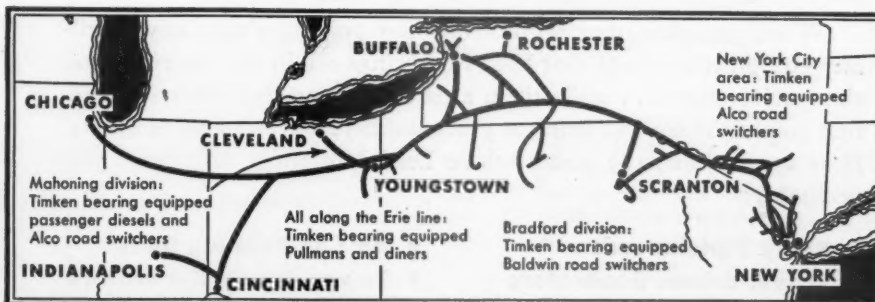 BUFFALO
ROCHESTER
New York City
area: Timken
bearing equipped
Alco road
switchers
CHICAGO
CLEVELAND
YOUNGSTOWN
SCRANTON
Mahoning division:
Timken bearing equipped
passenger diesels and
Alco road switchers
All along the Erie line:
Timken bearing equipped
Pullmans and diners
Bradford division:
Timken bearing equipped
Baldwin road switchers
INDIANAPOLIS
CINCINNATI
NEW YORK